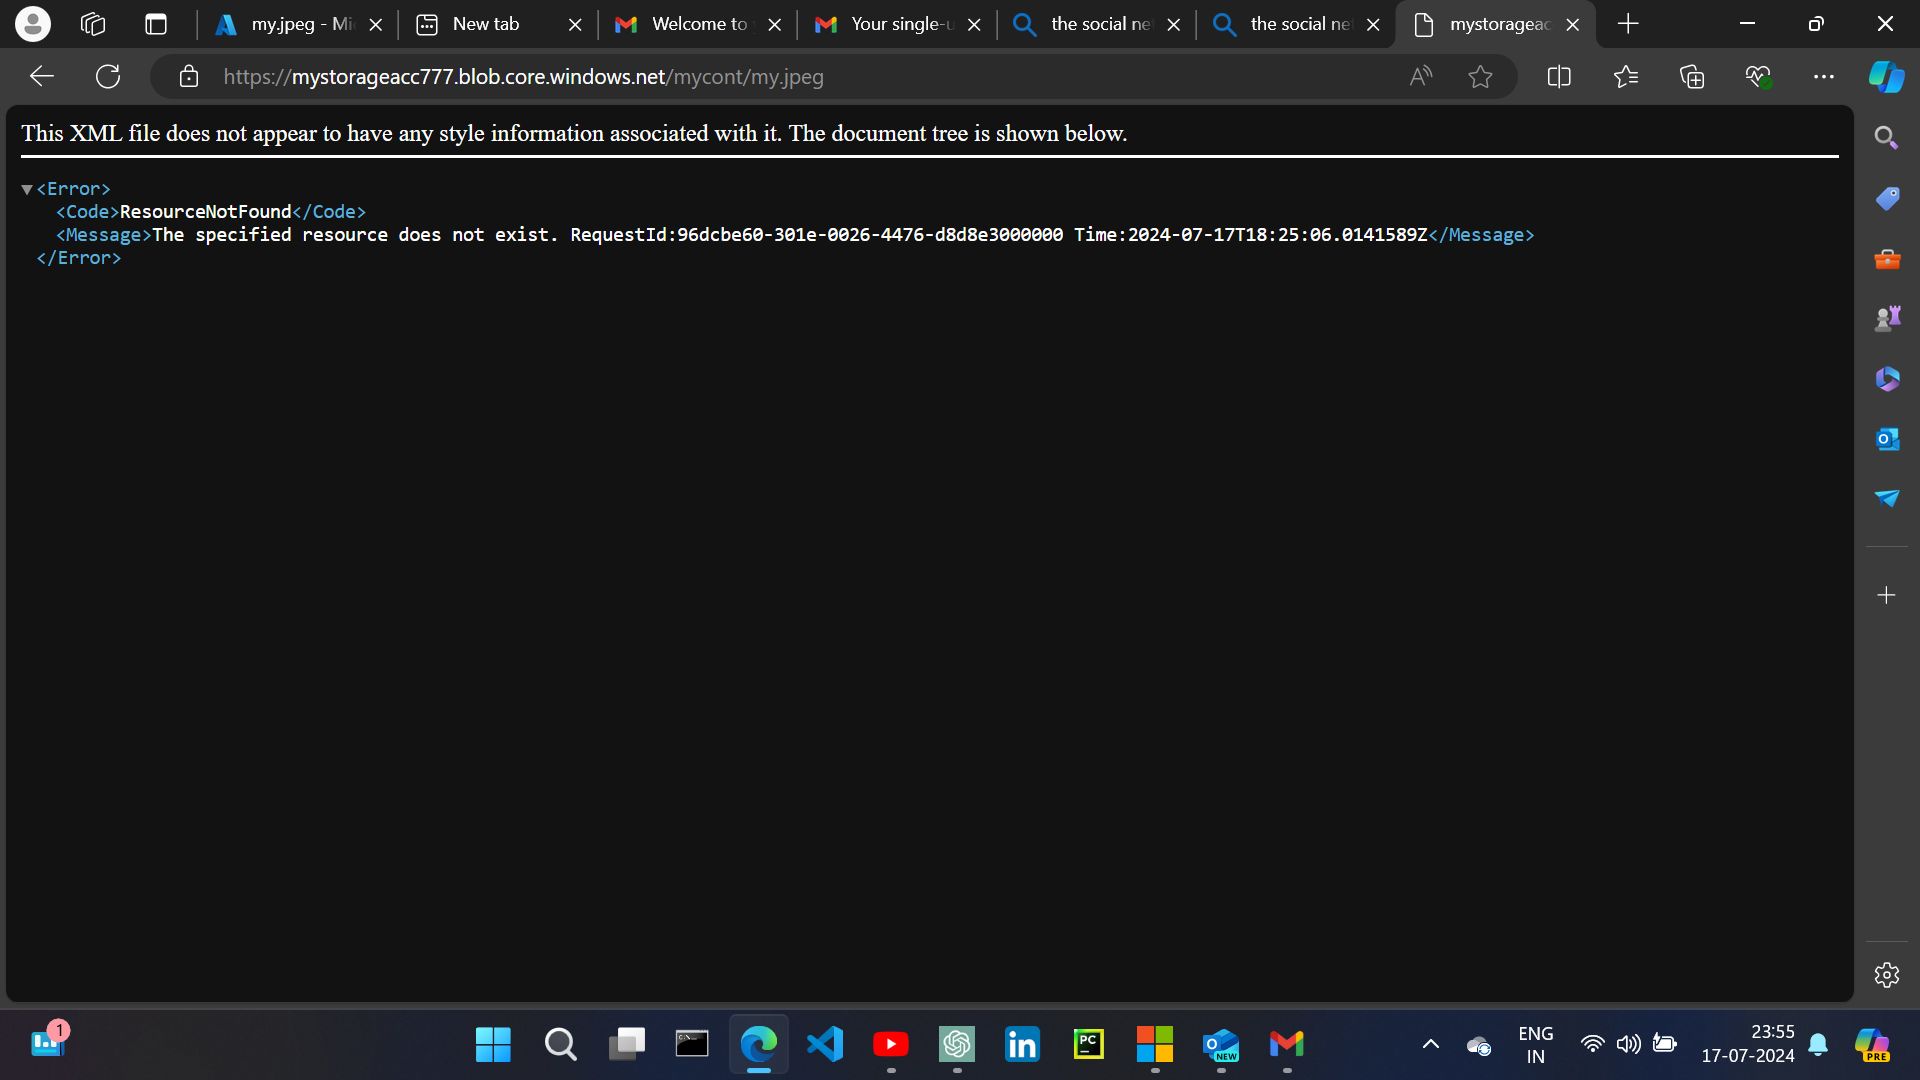 my.jpeg - Mi
New tab
Welcome to
Your single-u
the social ne
the social ne
mystorageac
https://mystorageacc777.blob.core.windows.net/mycont/my.jpeg
This XML file does not appear to have any style information associated with it. The document tree is shown below.
<Error>
<Code>ResourceNotFound</Code>
<Message>The specified resource does not exist. RequestId:96dcbe60-301e-0026-4476-d8d8e3000000 Time:2024-07-17T18:25:06.0141589Z</Message>
</Error>
1
PC
in
NEW
ENG
IN
23:55
17-07-2024
PRE